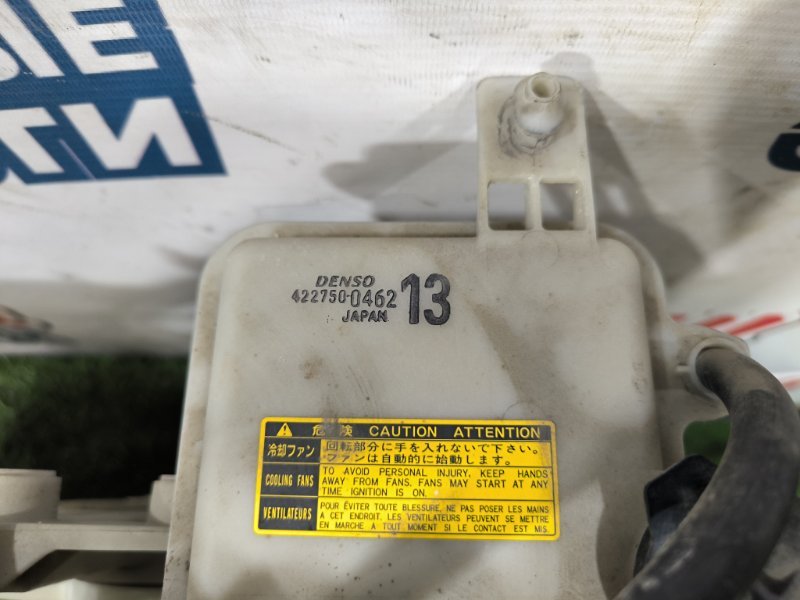 DENSO
422750-0462 13
JAPAN
危険 CAUTION ATTENTION
冷却ファン
回転部分に手を入れないで下さい。
ファンは自動的に始動します。
COOLING FANS
TO AVOID PERSONAL INJURY, KEEP HANDS
AWAY FROM FANS. FANS MAY START AT ANY
TIME IGNITION IS ON.
VENTILATEURS
POUR ÉVITER TOUTE BLESSURE, NE PAS POSER LES MAINS
A CET ENDROIT. LES VENTILATEURS PEUVENT SE METTRE
EN MARCHE A TOUT MOMENT SI LE CONTACT EST MIS.